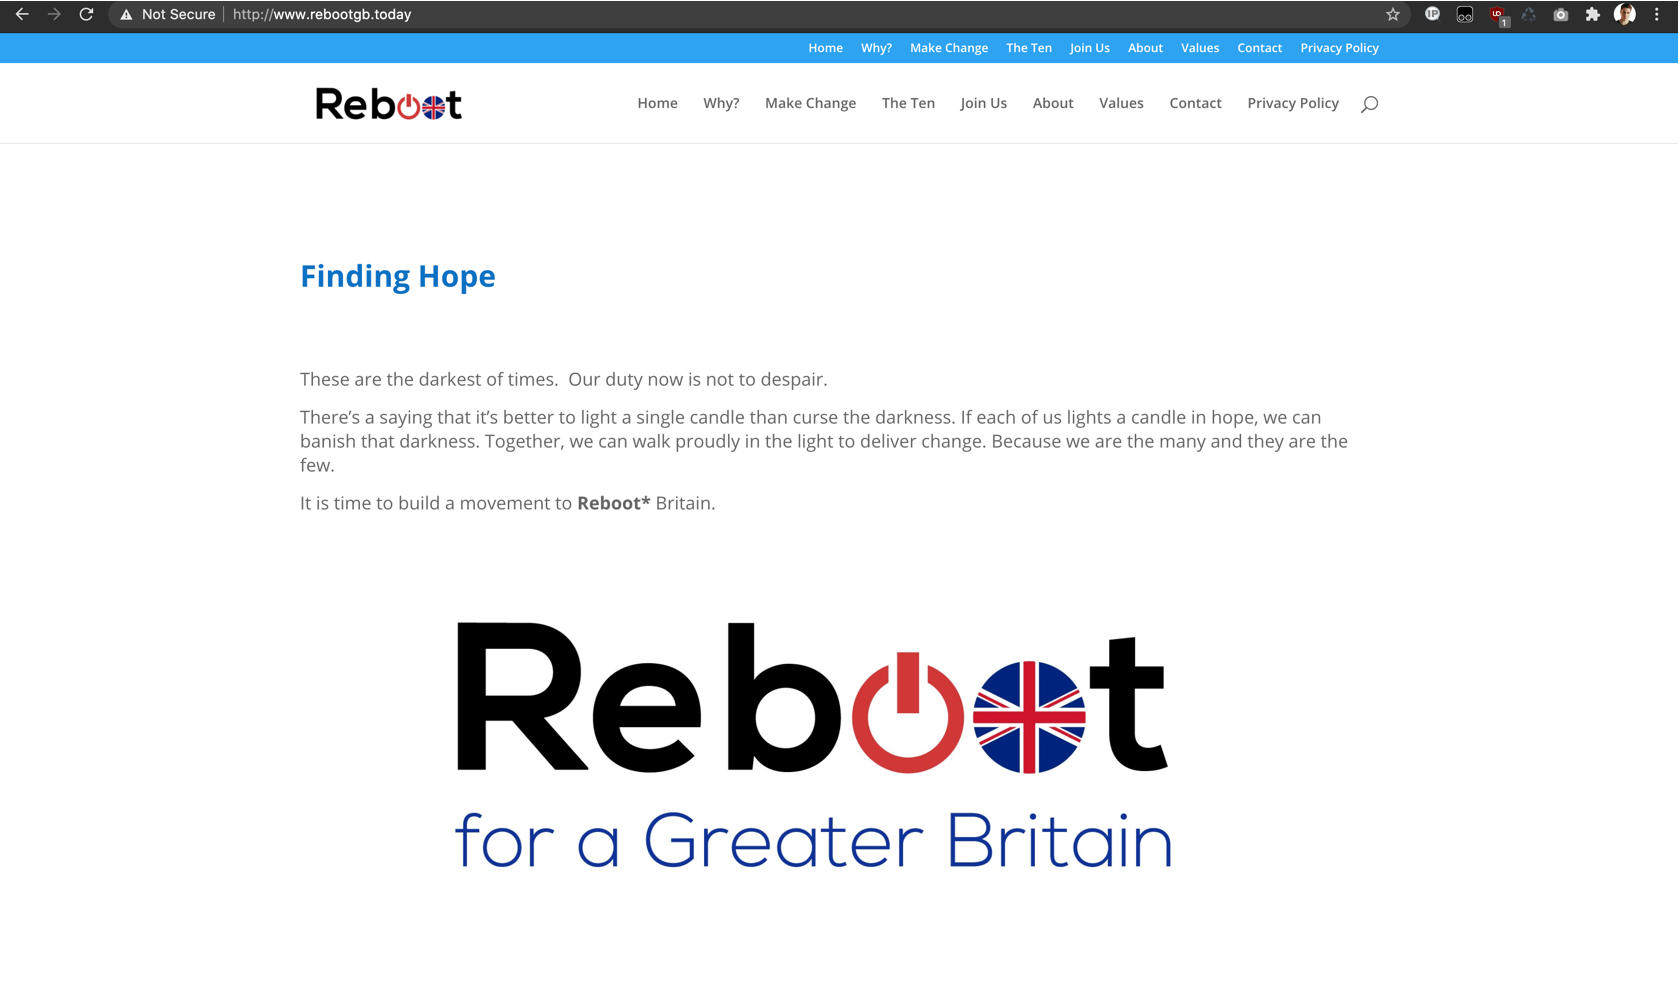 Not Secure
http://www.rebootgb.today
1
Home Why? Make Change The Ten Join Us About Values Contact Privacy Policy
Reboot
Home Why? Make Change The Ten Join Us About Values Contact Privacy Policy
Finding Hope
These are the darkest of times.  Our duty now is not to despair.
There’s a saying that it’s better to light a single candle than curse the darkness. If each of us lights a candle in hope, we can
banish that darkness. Together, we can walk proudly in the light to deliver change. Because we are the many and they are the
few.
It is time to build a movement to Reboot* Britain.
Reboot
for a Greater Britain